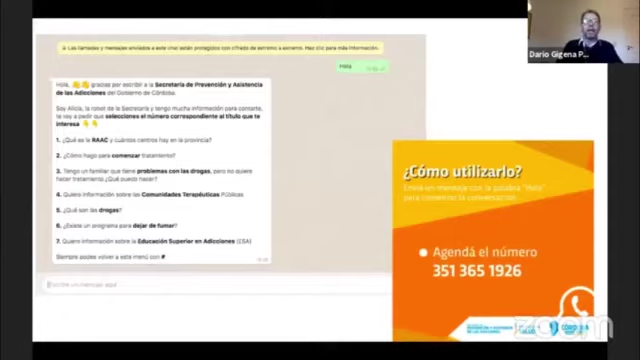 Las llamadas y mensajes enviados a este chat están protegidos con cifrado de extremo a extremo. Haz clic para más información.
Hola
Hola, gracias por escribir a la Secretaría de Prevención y Asistencia
de las Adicciones del Gobierno de Córdoba.
Soy Alicia, la robot de la Secretaría y tengo mucha información para contarte,
te voy a pedir que selecciones el número correspondiente al título que te
interesa
1. ¿Qué es la RAAC y cuántos centros hay en la provincia?
2. ¿Cómo hago para comenzar tratamiento?
3. Tengo un familiar que tiene problemas con las drogas, pero no quiere
hacer tratamiento ¿Qué puedo hacer?
4. Quiero información sobre las Comunidades Terapéuticas Públicas
5. ¿Qué son las drogas?
6. ¿Existe un programa para dejar de fumar?
7. Quiero información sobre la Educación Superior en Adicciones (ESA)
Siempre podés volver a este menú con #
Escribe un mensaje aquí
¿Cómo utilizarlo?
Envía un mensaje con la palabra "Hola"
para comenzar la conversación
Agendá el número
351 365 1926
CÓRDOBA
zoom
Dario Gigena P...